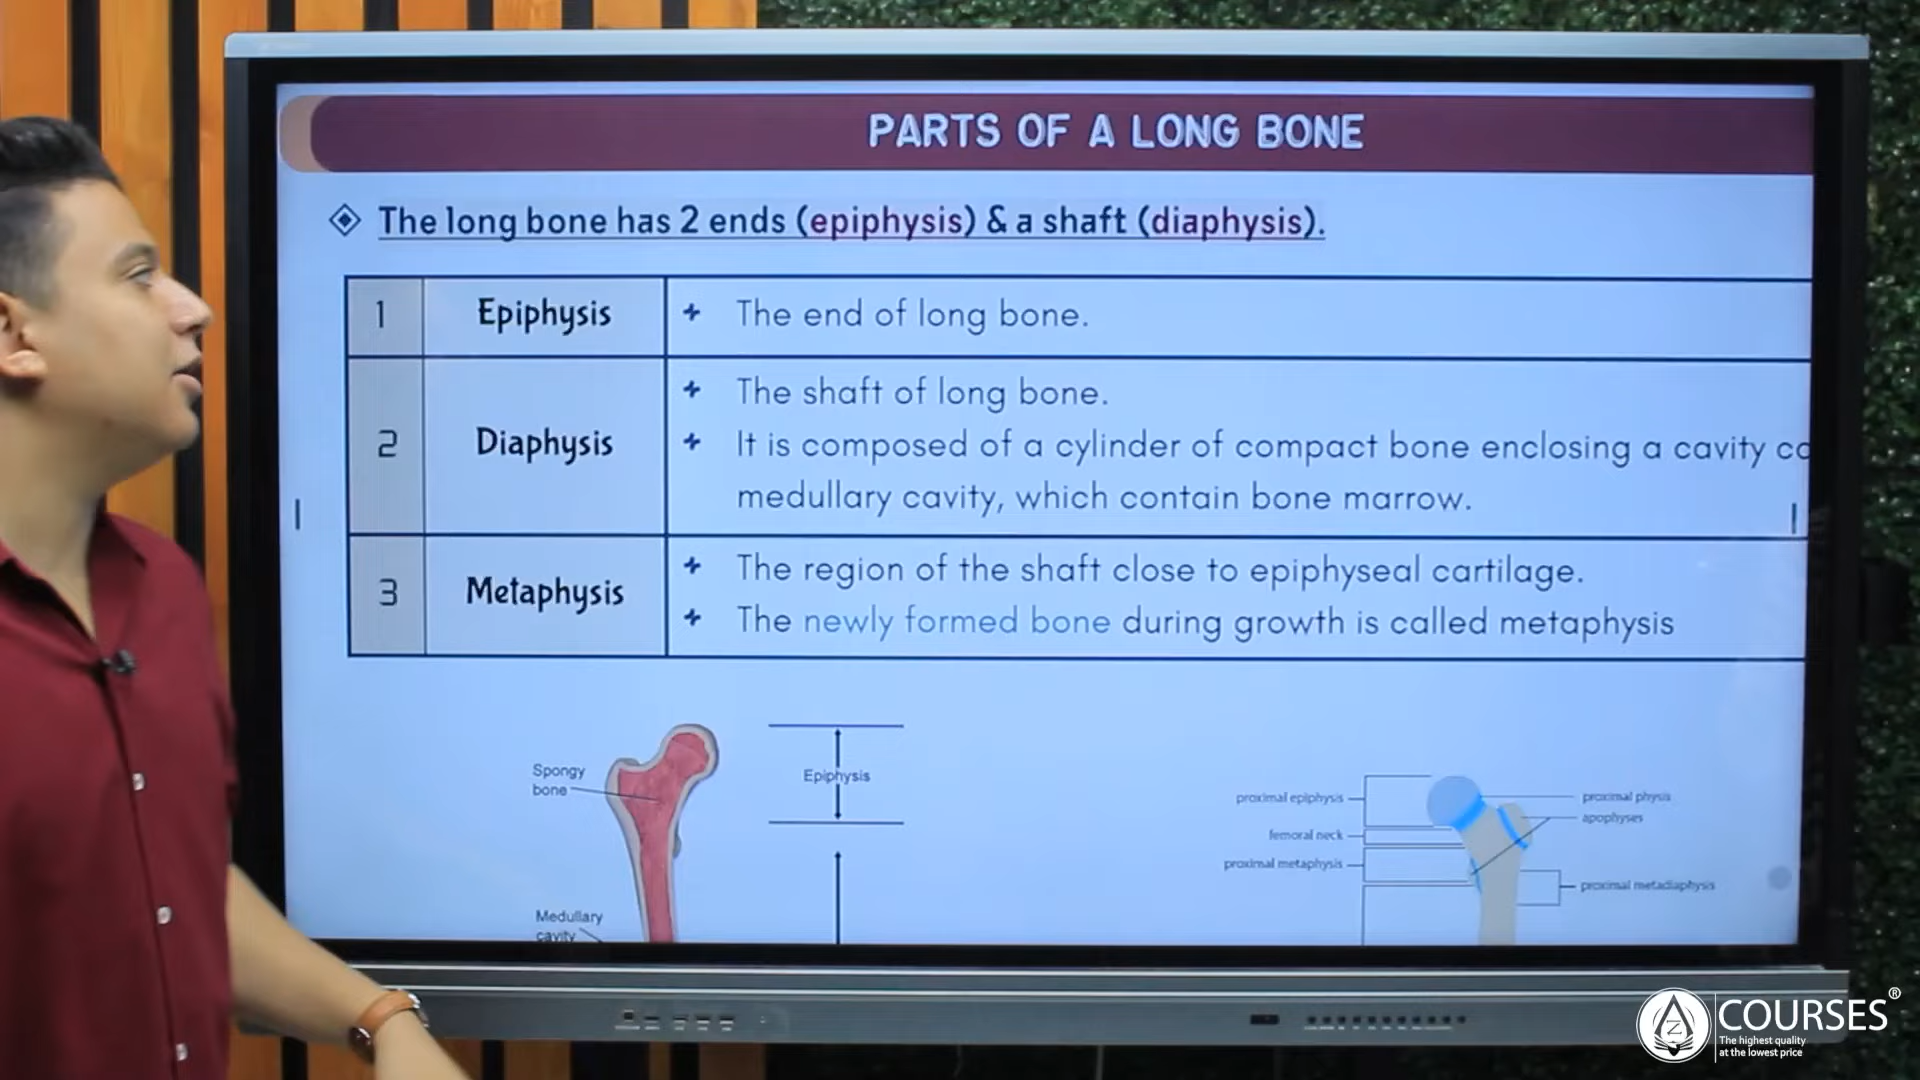 PARTS OF A LONG BONE
The long bone has 2 ends (epiphysis) & a shaft (diaphysis).
1 Epiphysis The end of long bone.
2 Diaphysis The shaft of long bone.
It is composed of a cylinder of compact bone enclosing a cavity
medullary cavity, which contain bone marrow.
3 Metaphysis The region of the shaft close to epiphyseal cartilage.
The newly formed bone during growth is called metaphysis
Spongy
bone
Epiphysis
Medullary
cavity
proximal epiphysis
femoral neck
proximal metaphysis
proximal physis
apophyses
proximal metadiaphysis
AZ COURSES®
The highest quality
at the lowest price